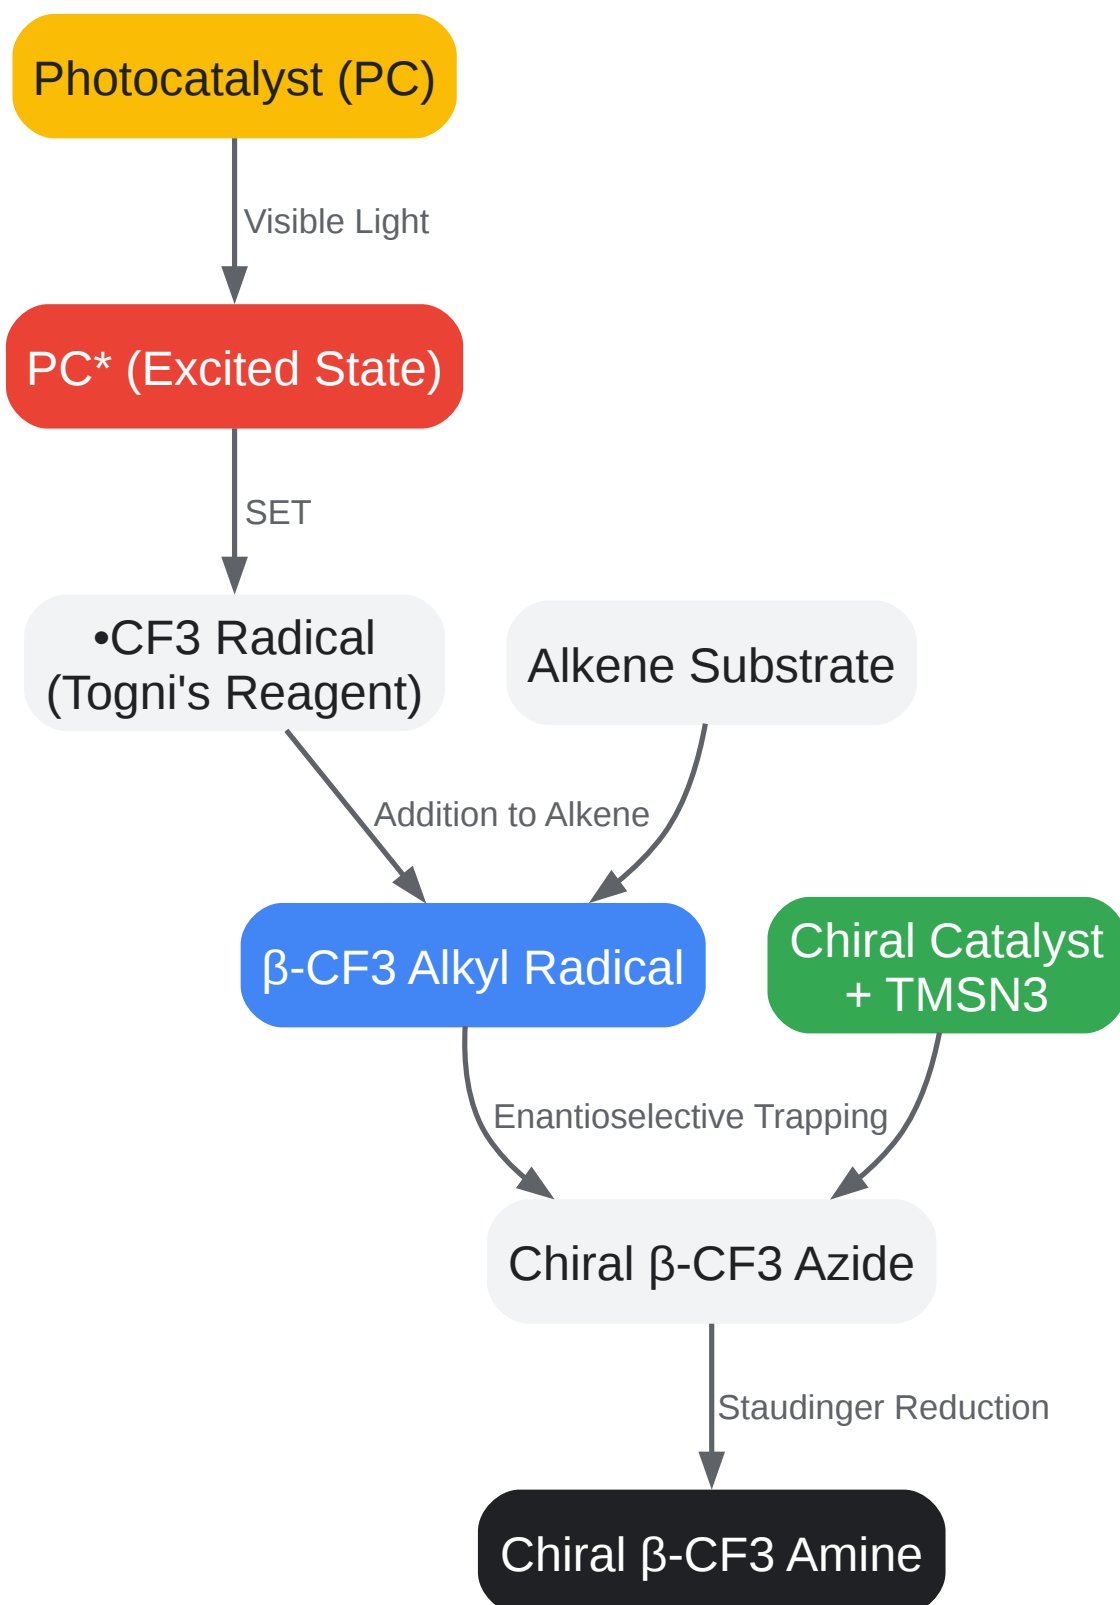 Photocatalyst (PC)
Visible Light
PC* (Excited State)
SET
•CF3 Radical
(Togni's Reagent)
Alkene Substrate
Addition to Alkene
β-CF3 Alkyl Radical
Chiral Catalyst
+ TMSN3
Enantioselective Trapping
Chiral β-CF3 Azide
Staudinger Reduction
Chiral β-CF3 Amine